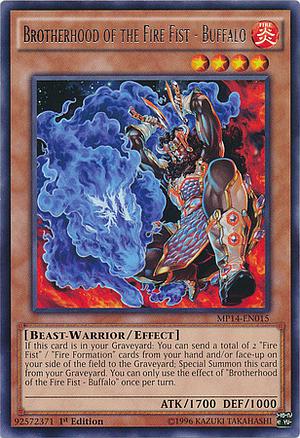 BROTHERHOOD OF THE FIRE FIST - BUFFALO
FIRE
炎
MP14-EN015
[BEAST-WARRIOR/EFFECT]
If this card is in your Graveyard: You can send a total of 2 "Fire
Fist" / "Fire Formation" cards from your hand and/or face-up on
your side of the field to the Graveyard; Special Summon this card
from your Graveyard. You can only use the effect of "Brotherhood
of the Fire Fist - Buffalo" once per turn.
ATK/1700 DEF/1000
92572371 1st Edition ©1996 KAZUKI TAKAHASHI